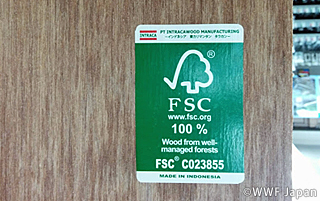 INTRACA PT INTRACAWOOD MANUFACTURING
FSC
www.fsc.org
100 %
Wood from well-
managed forests
FSC® C023855
MADE IN INDONESIA
©WWF Japan